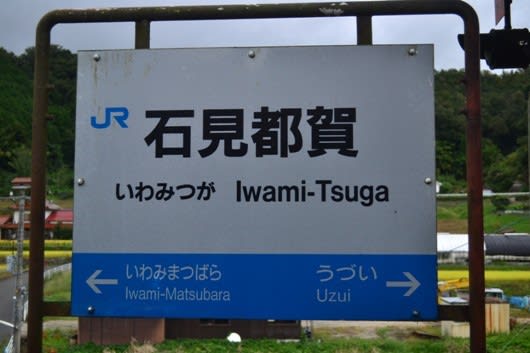 JR 石見都賀
いわみつが Iwami-Tsuga
← いわみまつばら うづい →
Iwami-Matsubara Uzui